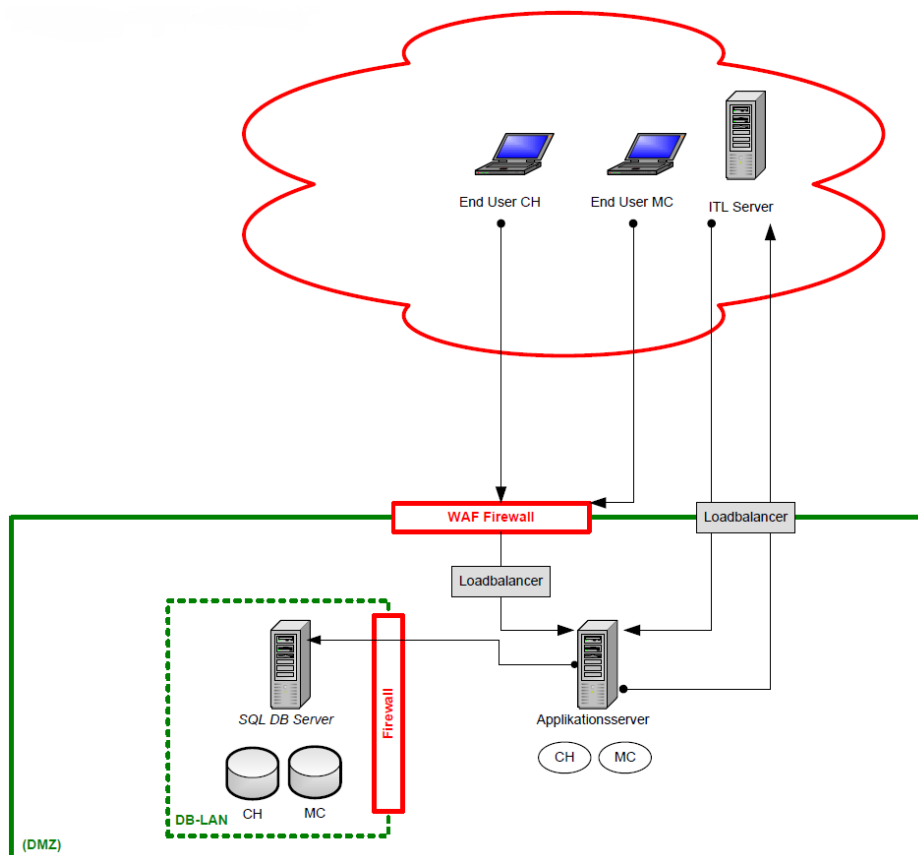 End User CH
End User MC
ITL Server
WAF Firewall
Loadbalancer
Loadbalancer
SQL DB Server
Firewall
Applikationsserver
CH
MC
CH
MC
DB-LAN
(DMZ)